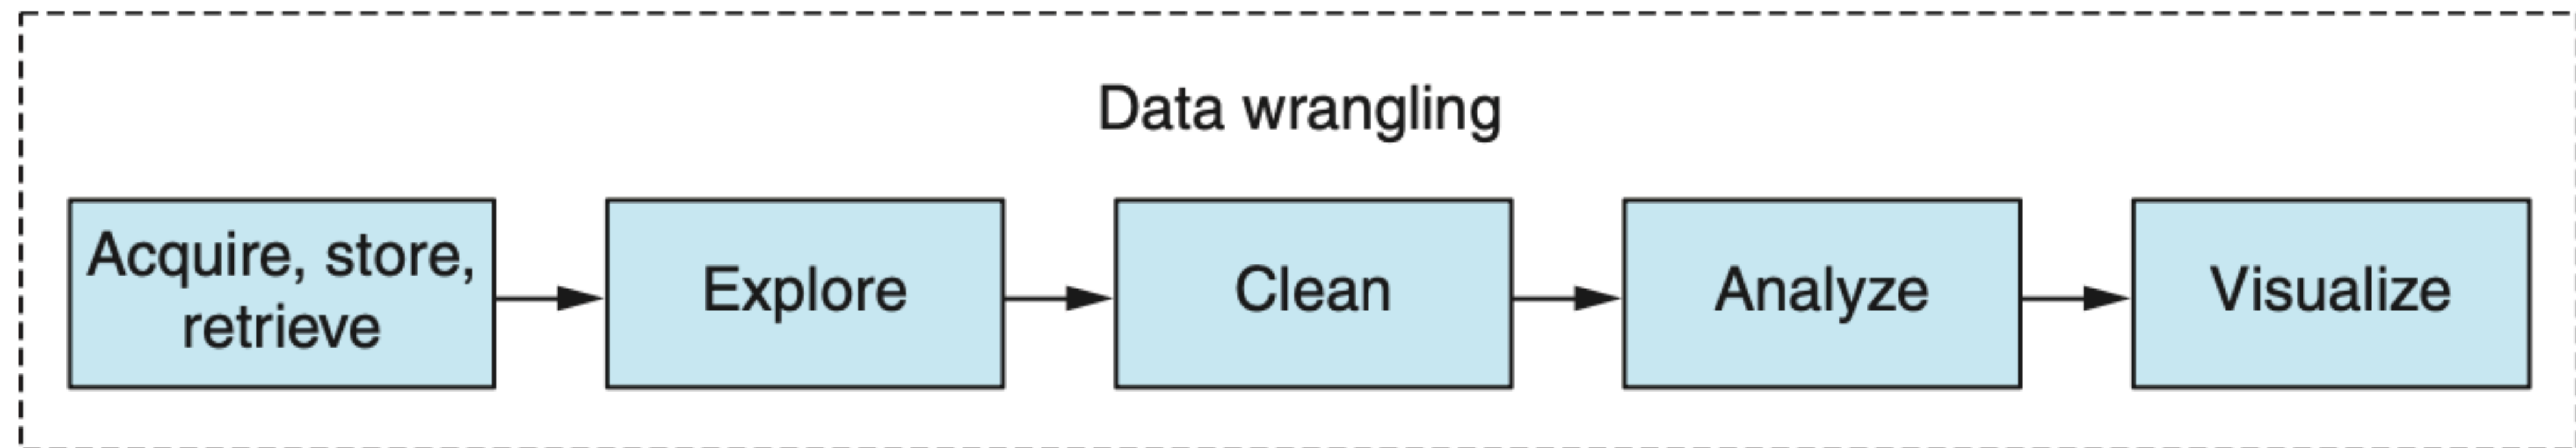 Data wrangling
Acquire, store,
retrieve
Explore
Clean
Analyze
Visualize